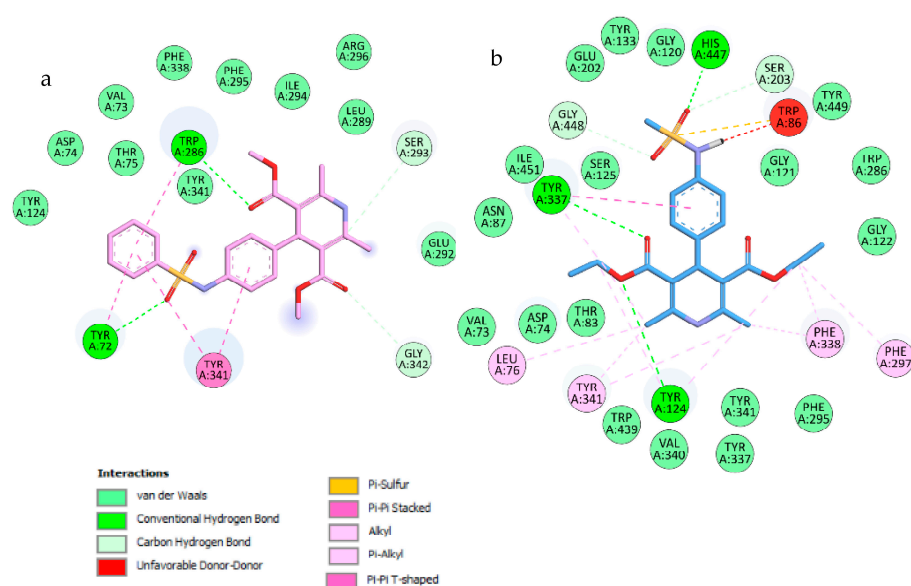 a
PHE
A:338
VAL
A:73
ASP
A:74
THR
A:75
TYR
A:124
PHE
A:295
ILE
A:294
ARG
A:296
LEU
A:289
SER
A:293
TRP
A:286
TYR
A:341
GLU
A:292
GLY
A:342
TYR
A:72
TYR
A:341
b
TYR
A:133
GLY
A:120
HIS
A:447
GLU
A:202
SER
A:203
TYR
A:449
GLY
A:448
TRP
A:86
ILE
A:451
SER
A:125
GLY
A:121
TRP
A:286
TYR
A:337
ASN
A:87
GLY
A:122
VAL
A:73
ASP
A:74
THR
A:83
LEU
A:76
PHE
A:338
PHE
A:297
TYR
A:341
TYR
A:124
TRP
A:439
VAL
A:340
TYR
A:341
TYR
A:337
PHE
A:295
Interactions
van der Waals
Conventional Hydrogen Bond
Carbon Hydrogen Bond
Unfavorable Donor-Donor
Pi-Sulfur
Pi-Pi Stacked
Alkyl
Pi-Alkyl
Pi-Pi T-shaped